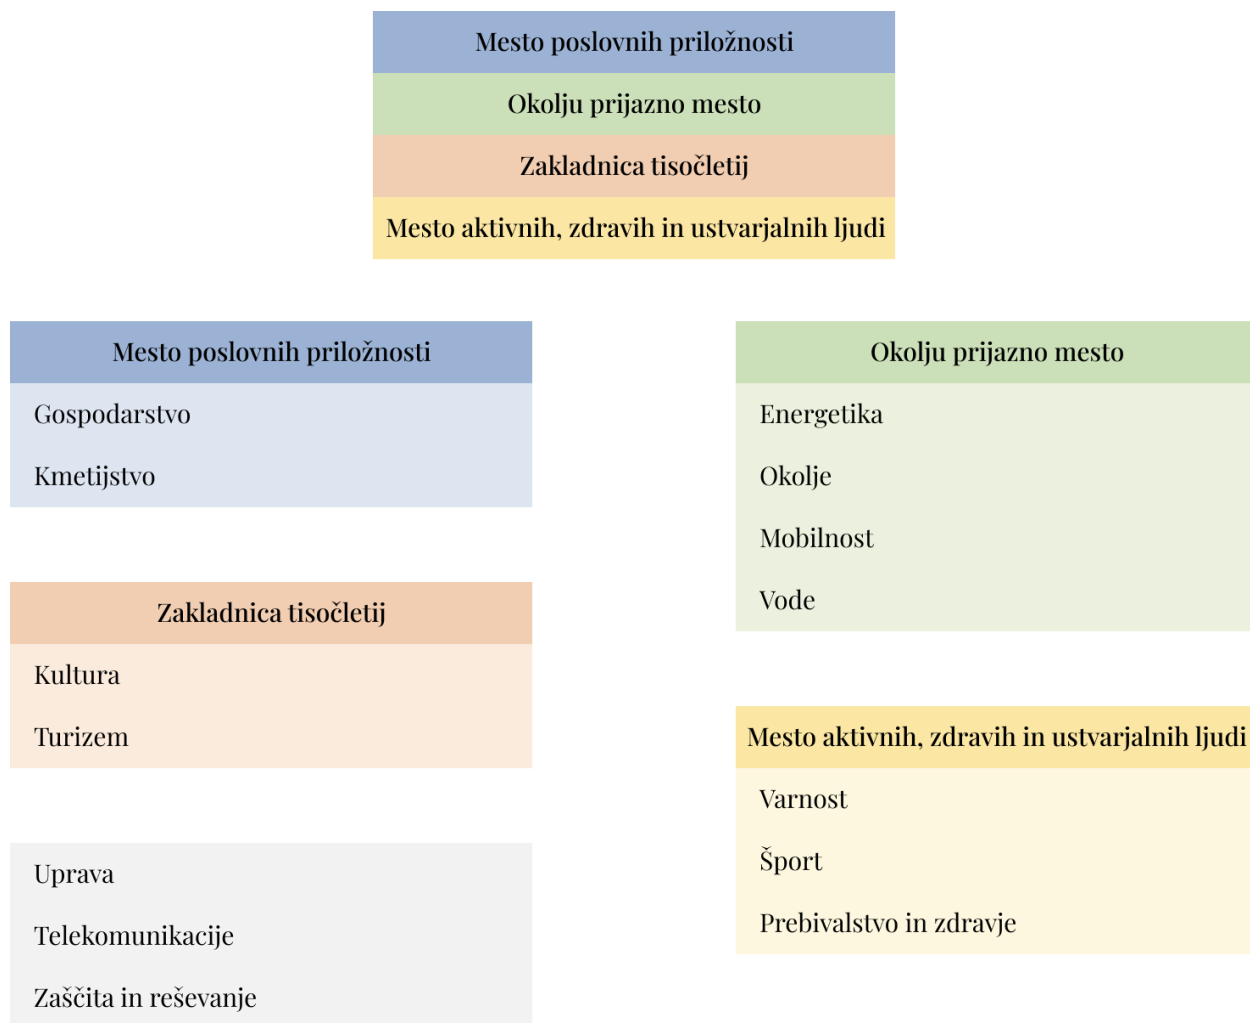 Mesto poslovnih priložnosti
Okolju prijazno mesto
Zakladnica tisočletij
Mesto aktivnih, zdravih in ustvarjalnih ljudi
Mesto poslovnih priložnosti
Gospodarstvo
Kmetijstvo
Zakladnica tisočletij
Kultura
Turizem
Uprava
Telekomunikacije
Zaščita in reševanje
Okolju prijazno mesto
Energetika
Okolje
Mobilnost
Vode
Mesto aktivnih, zdravih in ustvarjalnih ljudi
Varnost
Šport
Prebivalstvo in zdravje